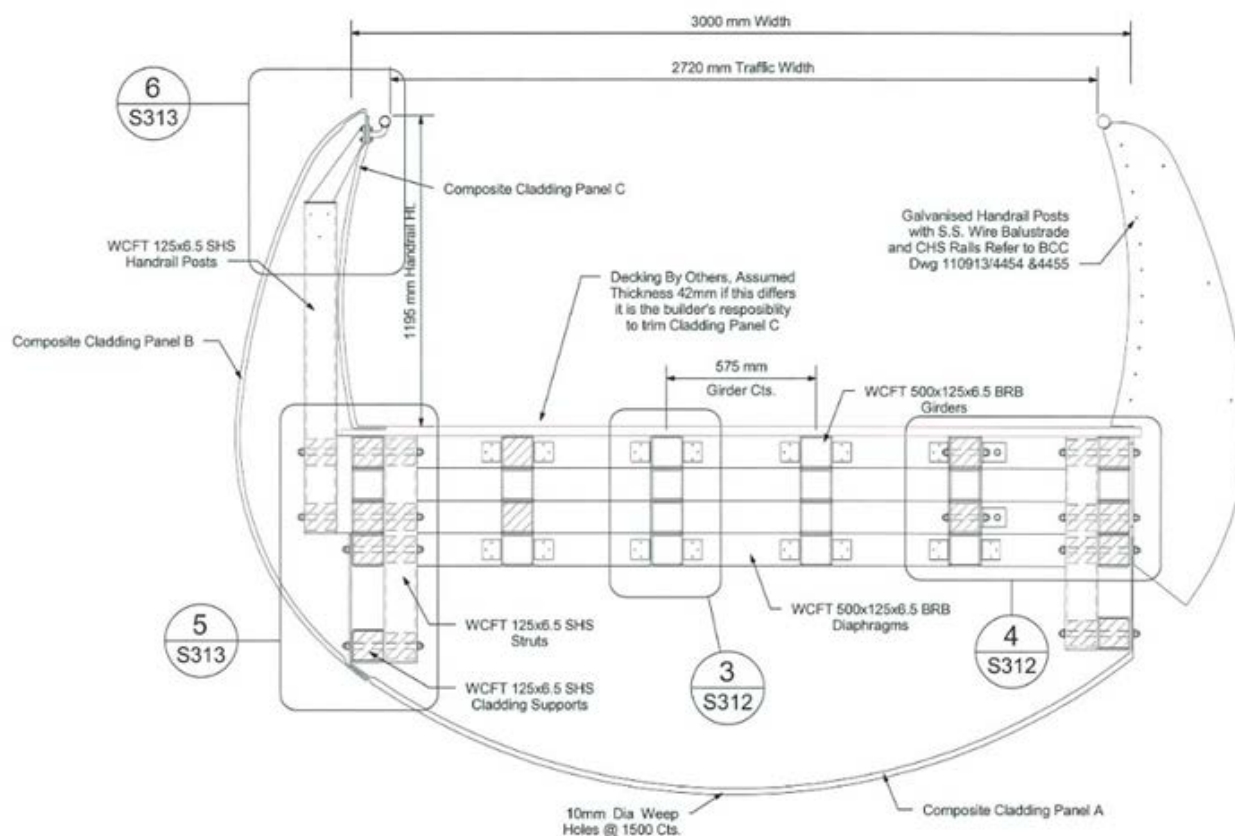 3000 mm Width
2720 mm Traffic Width
6
S313
Composite Cladding Panel C
1195 mm Handrail Ht.
WCFT 125x6.5 SHS
Handrail Posts
Galvanised Handrail Posts
with S.S. Wire Balustrade
and CHS Rails Refer to BCC
Dwg 110913/4454 &4455
Decking By Others, Assumed
Thickness 42mm if this differs
it is the builder's resposiblity
to trim Cladding Panel C
Composite Cladding Panel B
575 mm
Girder Cts.
WCFT 500x125x6.5 BRB
Girders
5
S313
WCFT 125x6.5 SHS
Struts
WCFT 125x6.5 SHS
Cladding Supports
3
S312
WCFT 500x125x6.5 BRB
Diaphragms
4
S312
10mm Dia Weep
Holes @ 1500 Cts.
Composite Cladding Panel A